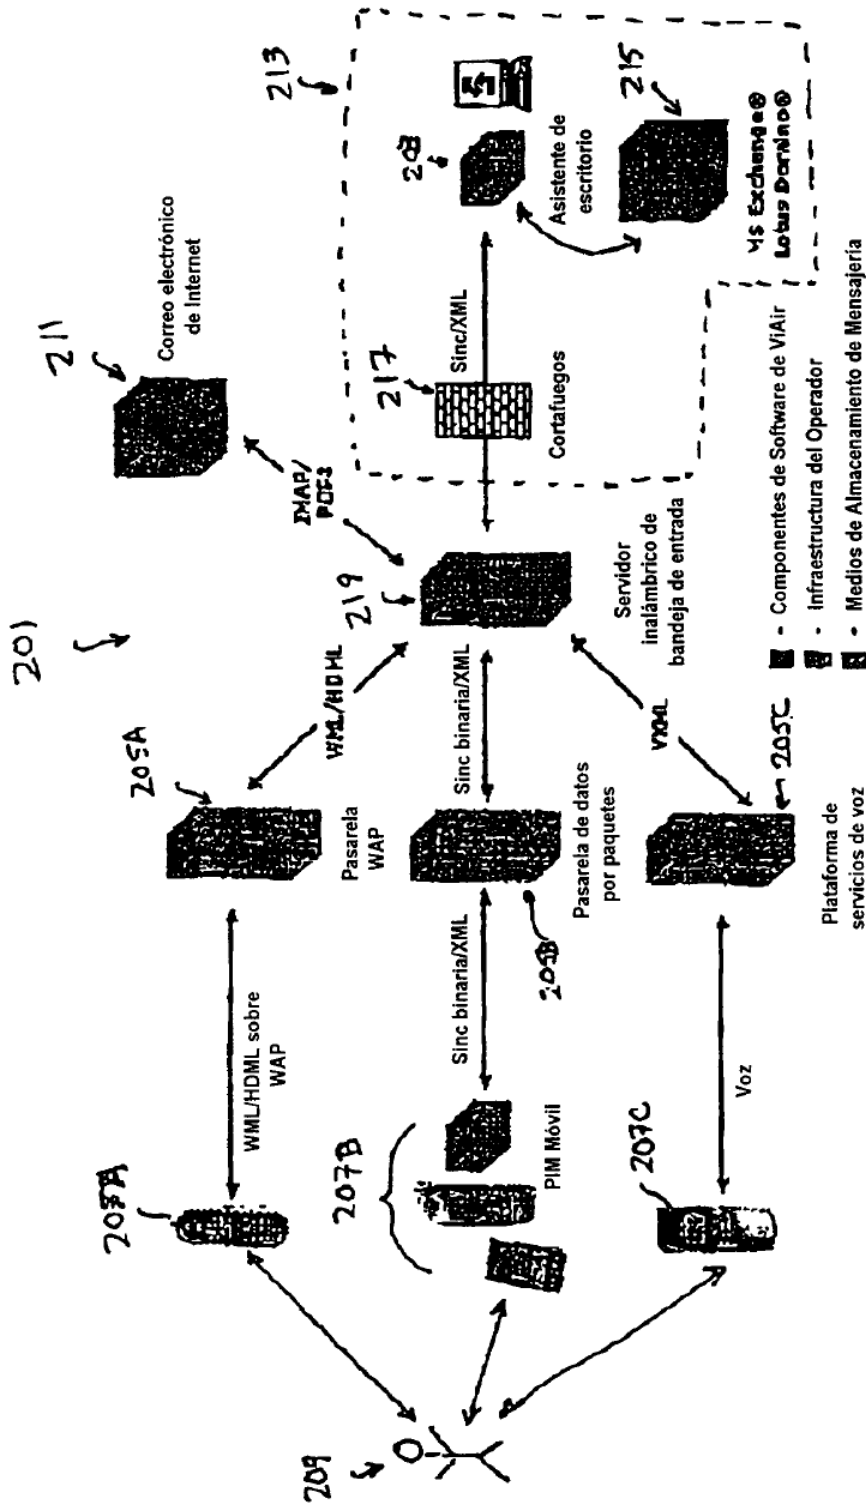 201
211
Correo electrónico
de Internet
213
205A
WML/HDML sobre
WAP
Pasarela
WAP
WML/HDML
IMAP/
POP3
219
Servidor
inalámbrico de
bandeja de entrada
217
Cortafuegos
Sinc/XML
203
Asistente de
escritorio
215
MS Exchange®
Lotus Domino®
209
207A
207B
PIM Móvil
Sinc binaria/XML
205B
Pasarela de datos
por paquetes
Sinc binaria/XML
207C
Voz
Plataforma de
servicios de voz
205C
VXML
- Componentes de Software de ViAir
- Infraestructura del Operador
- Medios de Almacenamiento de Mensajería